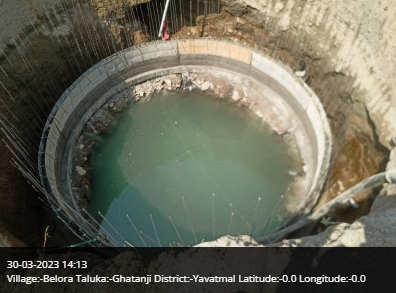 30-03-2023 14:13
Village:-Belora Taluka:-Ghatanji District:-Yavatmal Latitude:-0.0 Longitude:-0.0